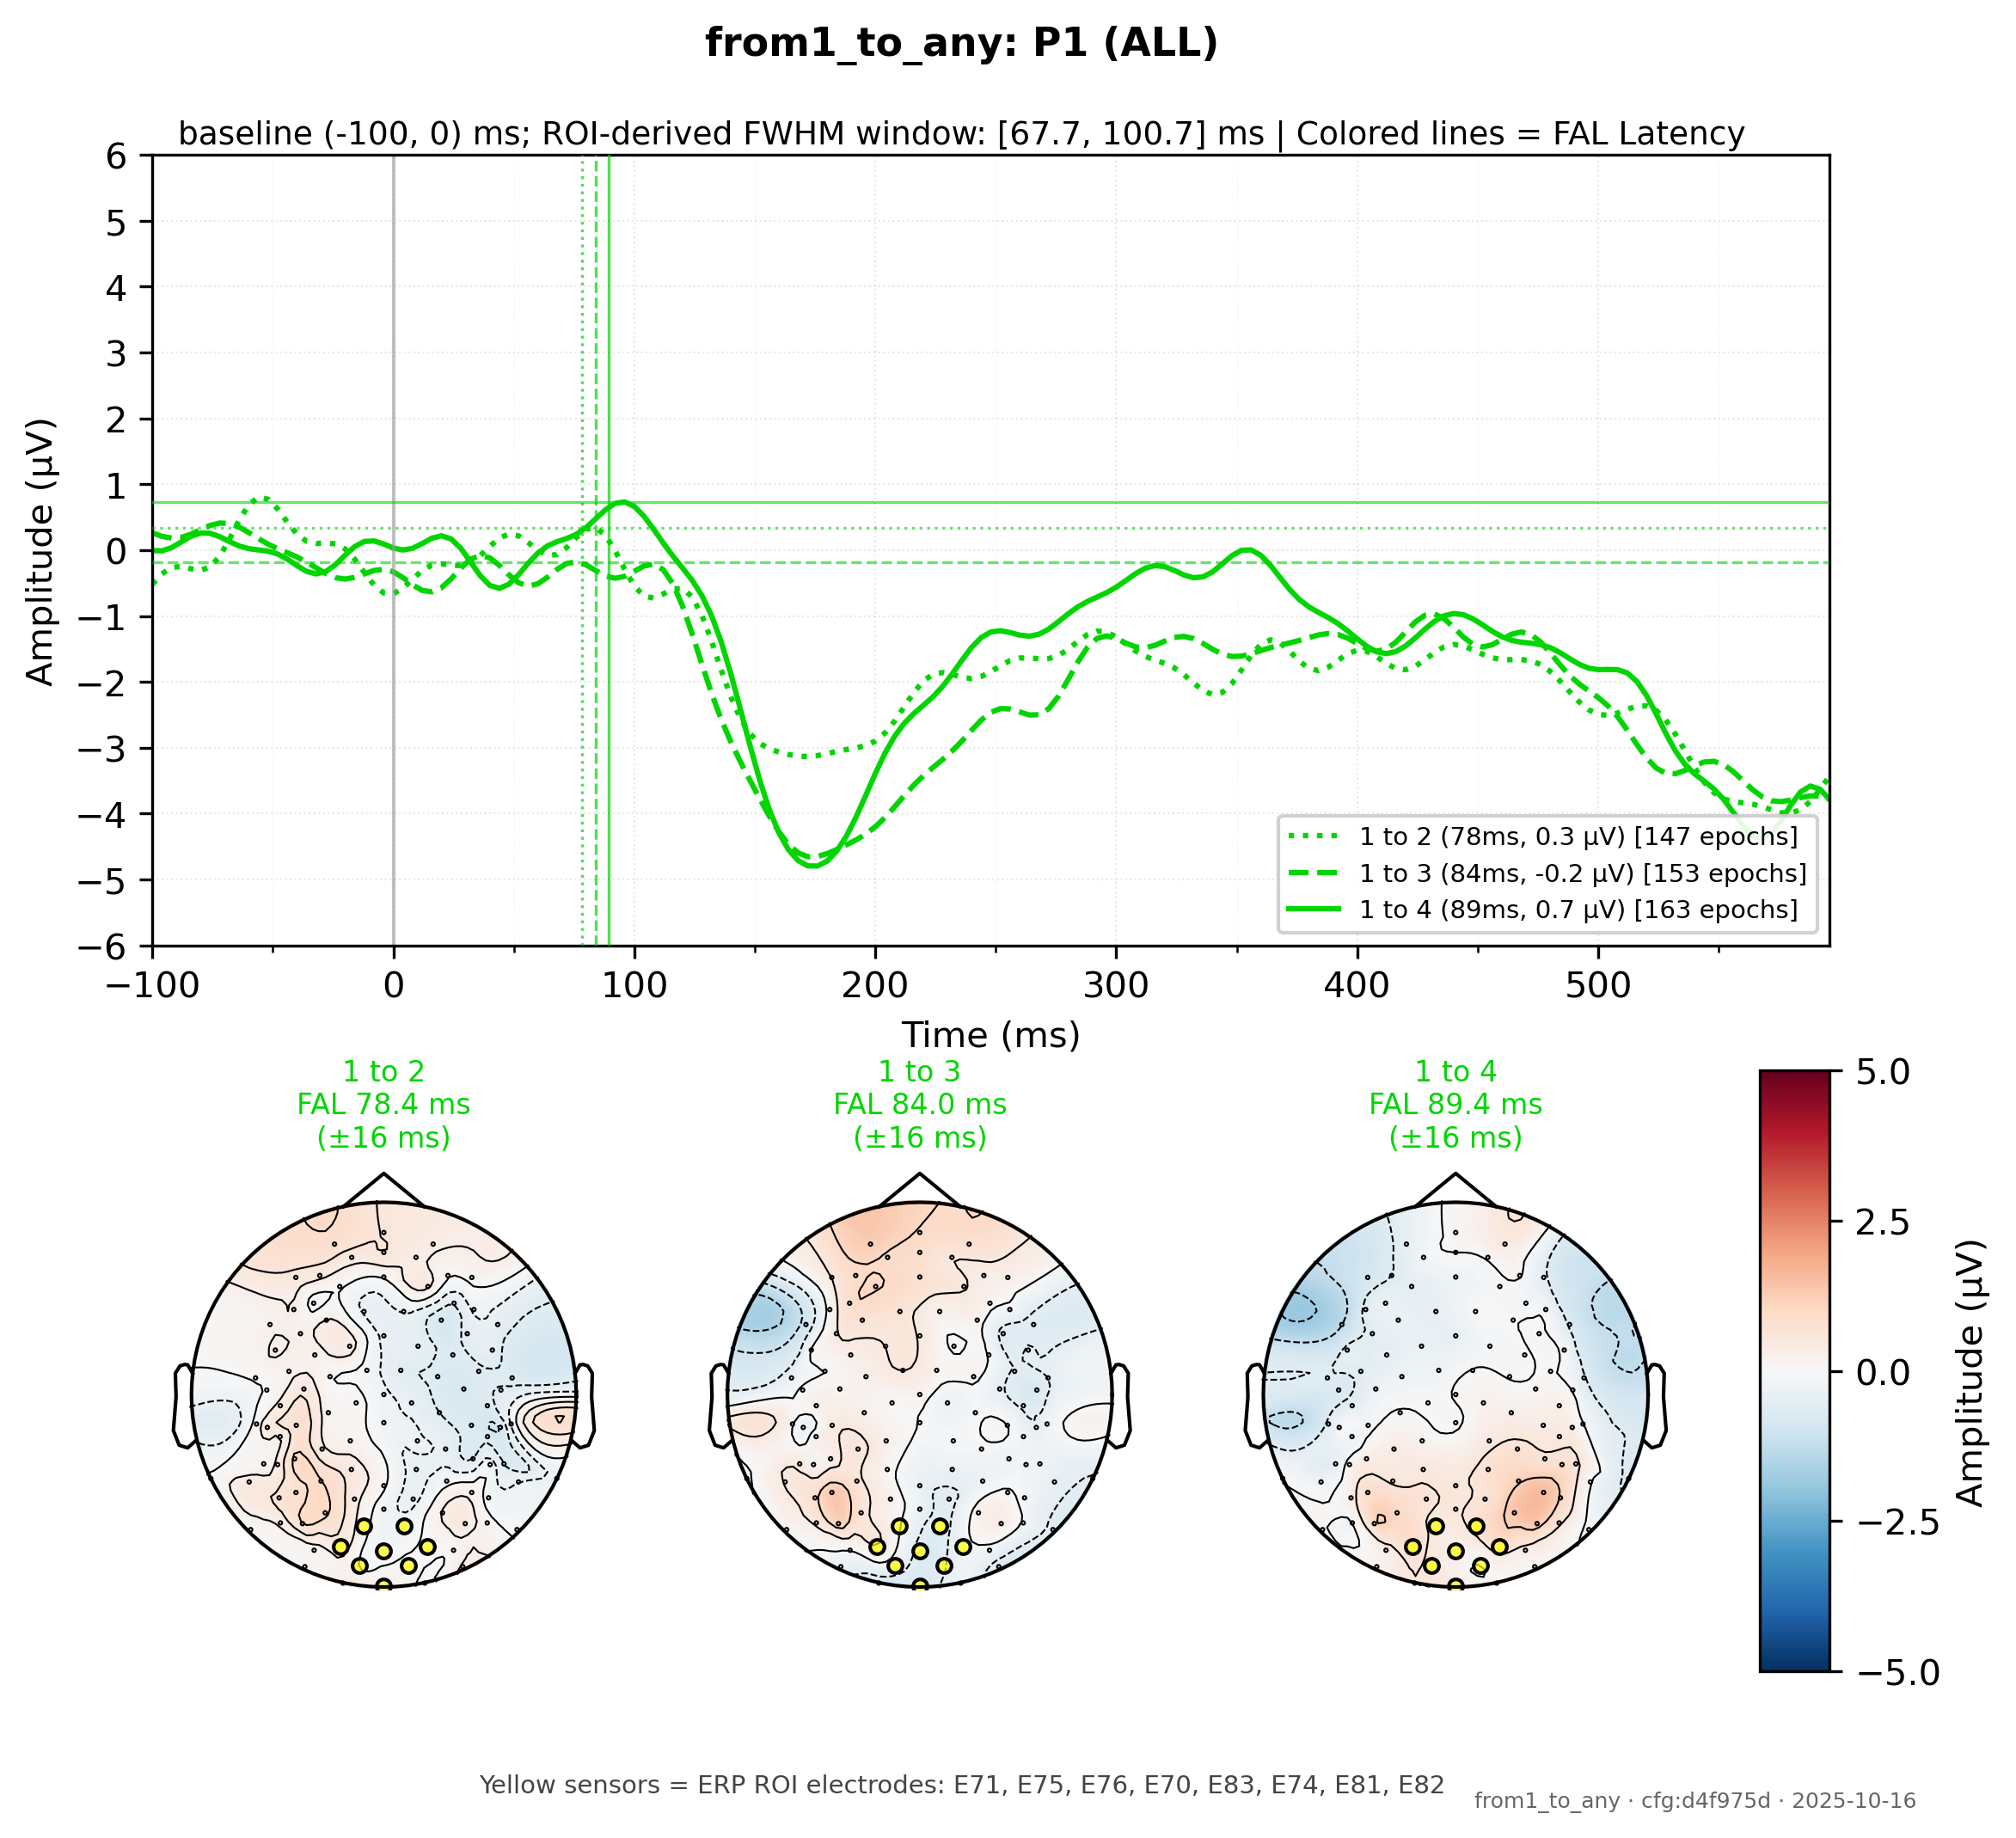 from1_to_any: P1 (ALL)
baseline (-100, 0) ms; ROI-derived FWHM window: [67.7, 100.7] ms | Colored lines = FAL Latency
6
5
4
3
2
1
0
−1
−2
−3
−4
−5
−6
Amplitude (µV)
1 to 2 (78ms, 0.3 µV) [147 epochs]
1 to 3 (84ms, -0.2 µV) [153 epochs]
1 to 4 (89ms, 0.7 µV) [163 epochs]
−100 0 100 200 300 400 500
Time (ms)
1 to 2
FAL 78.4 ms
(±16 ms)
1 to 3
FAL 84.0 ms
(±16 ms)
1 to 4
FAL 89.4 ms
(±16 ms)
5.0
2.5
0.0
−2.5
−5.0
Amplitude (µV)
Yellow sensors = ERP ROI electrodes: E71, E75, E76, E70, E83, E74, E81, E82
from1_to_any · cfg:d4f975d · 2025-10-16